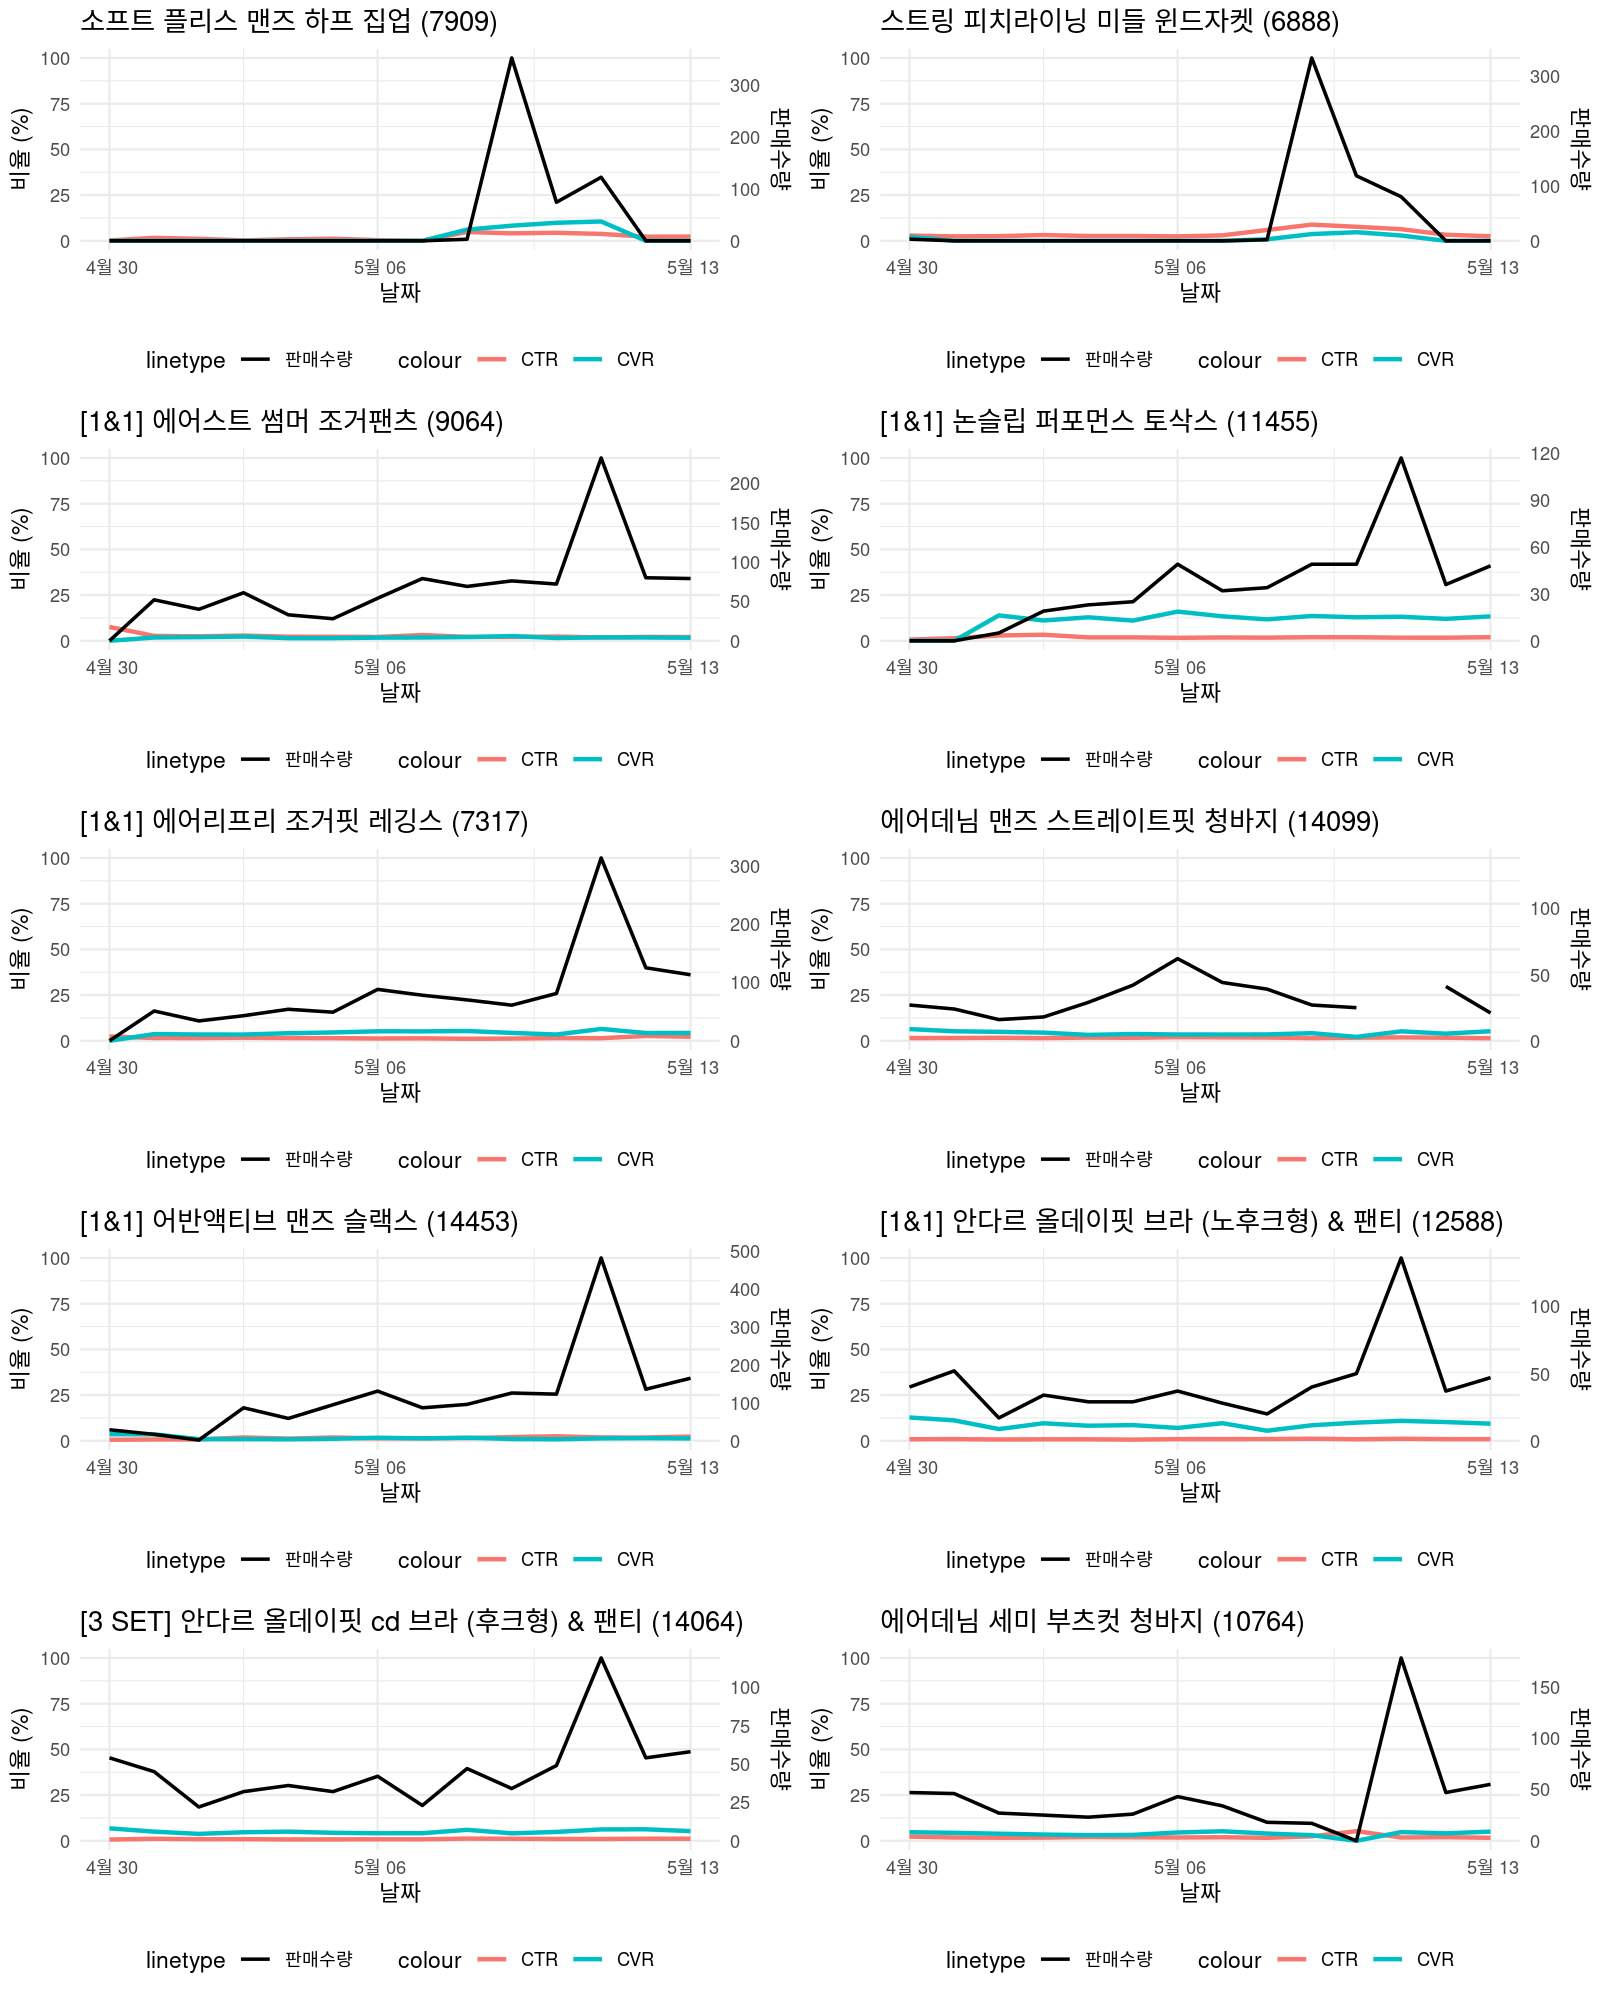 소프트 플리스 맨즈 하프 집업 (7909)
100
75
50
25
0
비율 (%)
300
200
100
0
판매수량
4월 30
5월 06
5월 13
날짜
linetype 판매수량 colour CTR CVR
스트링 피치라이닝 미들 윈드자켓 (6888)
100
75
50
25
0
비율 (%)
300
200
100
0
판매수량
4월 30
5월 06
5월 13
날짜
linetype 판매수량 colour CTR CVR
[1&1] 에어스트 썸머 조거팬츠 (9064)
100
75
50
25
0
비율 (%)
200
150
100
50
0
판매수량
4월 30
5월 06
5월 13
날짜
linetype 판매수량 colour CTR CVR
[1&1] 논슬립 퍼포먼스 토삭스 (11455)
100
75
50
25
0
비율 (%)
120
90
60
30
0
판매수량
4월 30
5월 06
5월 13
날짜
linetype 판매수량 colour CTR CVR
[1&1] 에어리프리 조거핏 레깅스 (7317)
100
75
50
25
0
비율 (%)
300
200
100
0
판매수량
4월 30
5월 06
5월 13
날짜
linetype 판매수량 colour CTR CVR
에어데님 맨즈 스트레이트핏 청바지 (14099)
100
75
50
25
0
비율 (%)
100
50
0
판매수량
4월 30
5월 06
5월 13
날짜
linetype 판매수량 colour CTR CVR
[1&1] 어반액티브 맨즈 슬랙스 (14453)
100
75
50
25
0
비율 (%)
500
400
300
200
100
0
판매수량
4월 30
5월 06
5월 13
날짜
linetype 판매수량 colour CTR CVR
[1&1] 안다르 올데이핏 브라 (노후크형) & 팬티 (12588)
100
75
50
25
0
비율 (%)
100
50
0
판매수량
4월 30
5월 06
5월 13
날짜
linetype 판매수량 colour CTR CVR
[3 SET] 안다르 올데이핏 cd 브라 (후크형) & 팬티 (14064)
100
75
50
25
0
비율 (%)
100
75
50
25
0
판매수량
4월 30
5월 06
5월 13
날짜
linetype 판매수량 colour CTR CVR
에어데님 세미 부츠컷 청바지 (10764)
100
75
50
25
0
비율 (%)
150
100
50
0
판매수량
4월 30
5월 06
5월 13
날짜
linetype 판매수량 colour CTR CVR